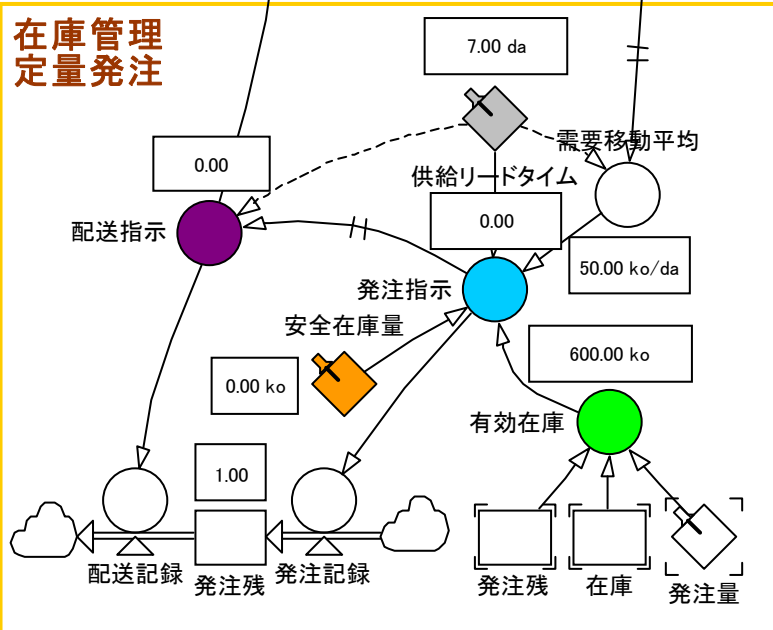 在庫管理
定量発注
7.00 da
需要移動平均
0.00
供給リードタイム
0.00
配送指示
50.00 ko/da
発注指示
安全在庫量
600.00 ko
0.00 ko
有効在庫
1.00
配送記録
発注残
発注記録
発注残
在庫
発注量